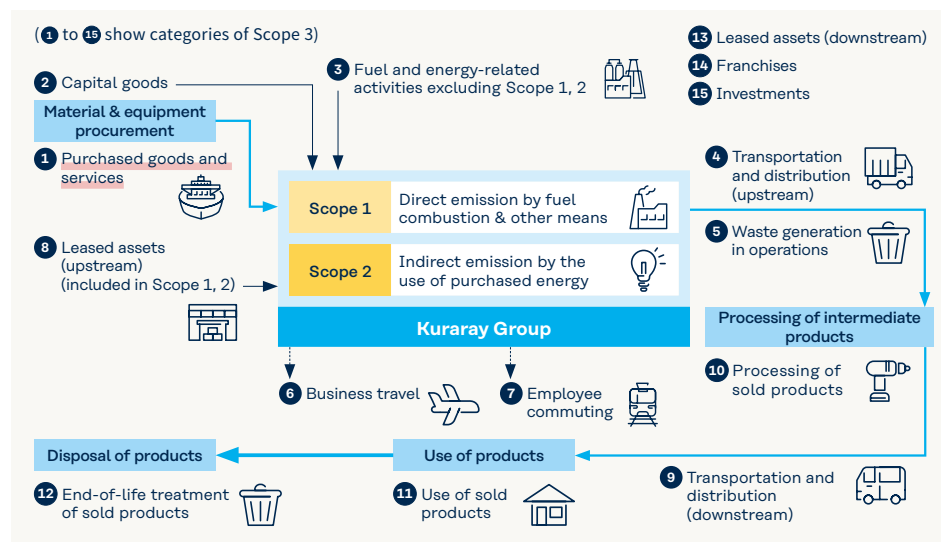 (1 to 15 show categories of Scope 3)
2 Capital goods
3 Fuel and energy-related
activities excluding Scope 1, 2
13 Leased assets (downstream)
14 Franchises
15 Investments
Material & equipment
procurement
1 Purchased goods and
services
8 Leased assets
(upstream)
(included in Scope 1, 2)
Scope 1
Direct emission by fuel
combustion & other means
Scope 2
Indirect emission by the
use of purchased energy
Kuraray Group
4 Transportation
and distribution
(upstream)
5 Waste generation
in operations
Processing of intermediate
products
10 Processing of
sold products
6 Business travel
7 Employee
commuting
Disposal of products
12 End-of-life treatment
of sold products
Use of products
11 Use of sold
products
9 Transportation and
distribution
(downstream)